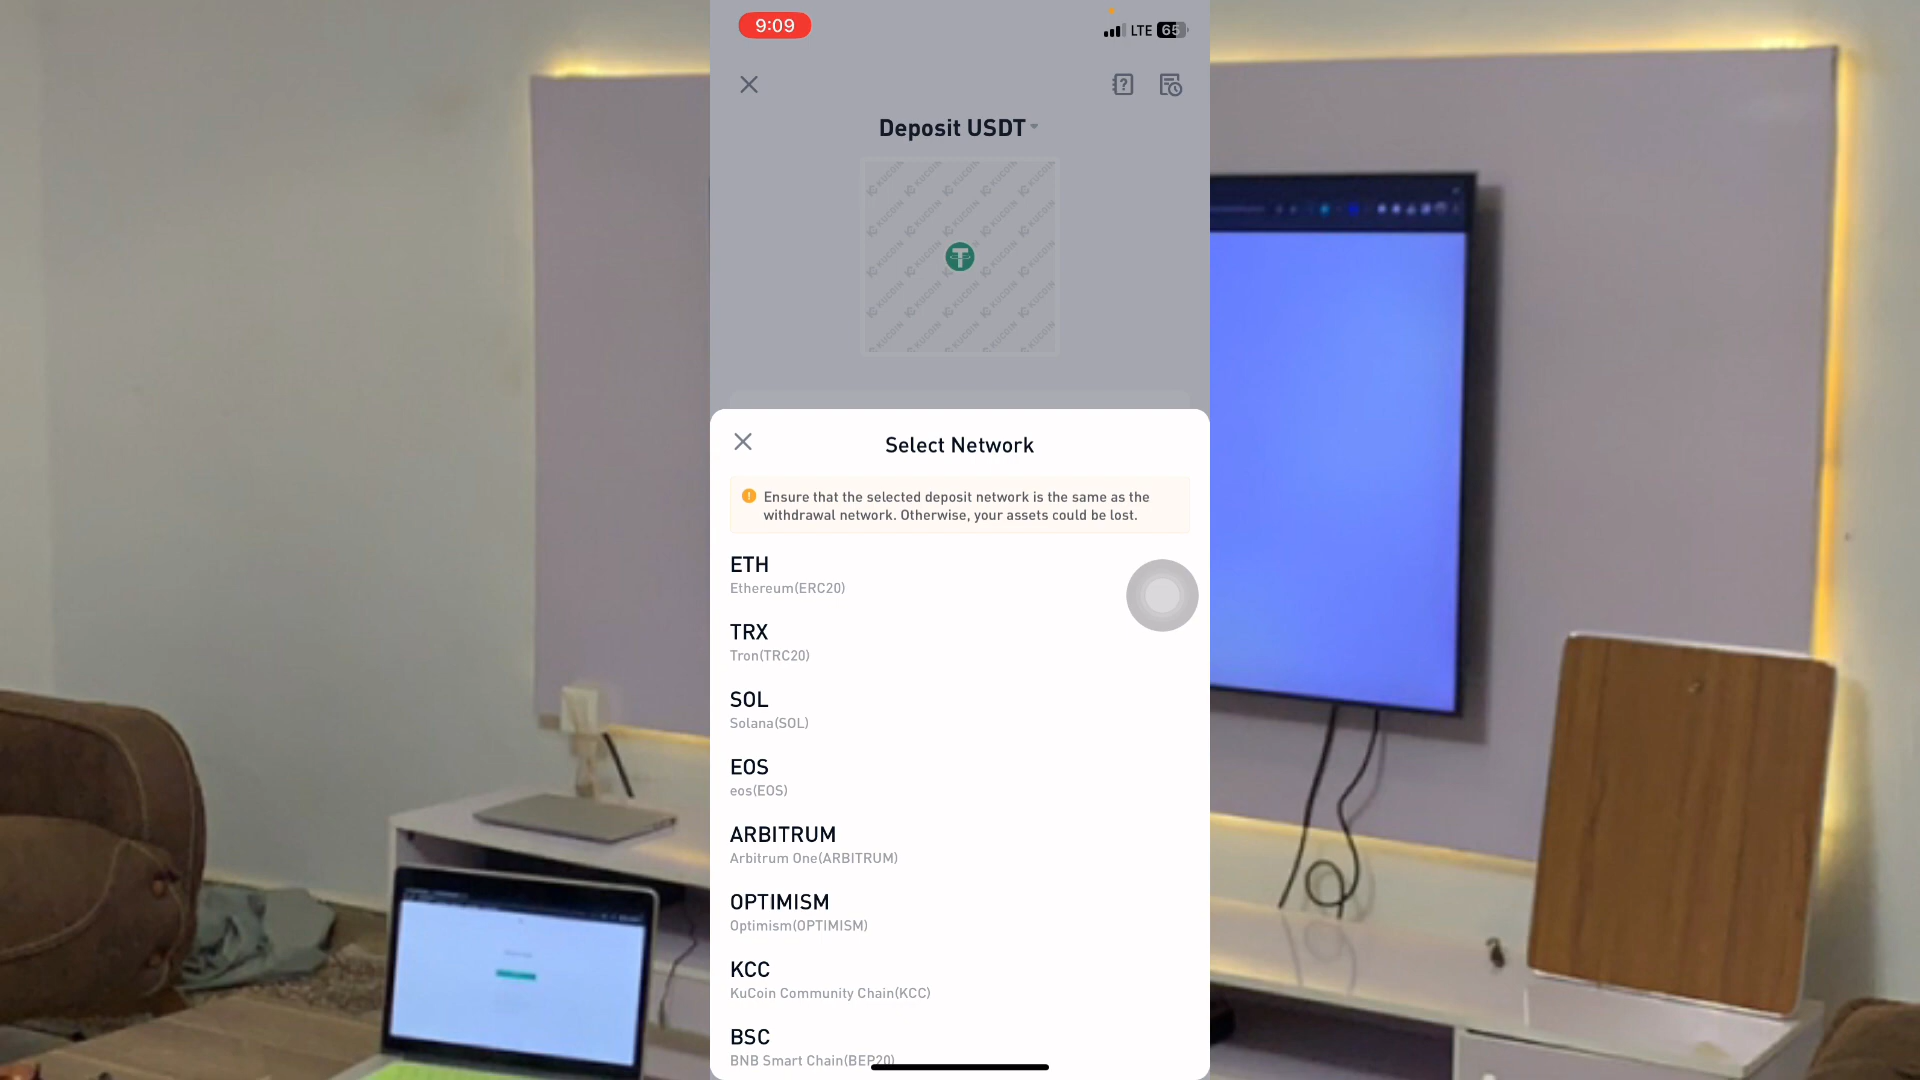 9:09
LTE 65
Deposit USDT
KUCOIN
Select Network
Ensure that the selected deposit network is the same as the
withdrawal network. Otherwise, your assets could be lost.
ETH
Ethereum(ERC20)
TRX
Tron(TRC20)
SOL
Solana(SOL)
EOS
eos(EOS)
ARBITRUM
Arbitrum One(ARBITRUM)
OPTIMISM
Optimism(OPTIMISM)
KCC
KuCoin Community Chain(KCC)
BSC
BNB Smart Chain(BEP20)